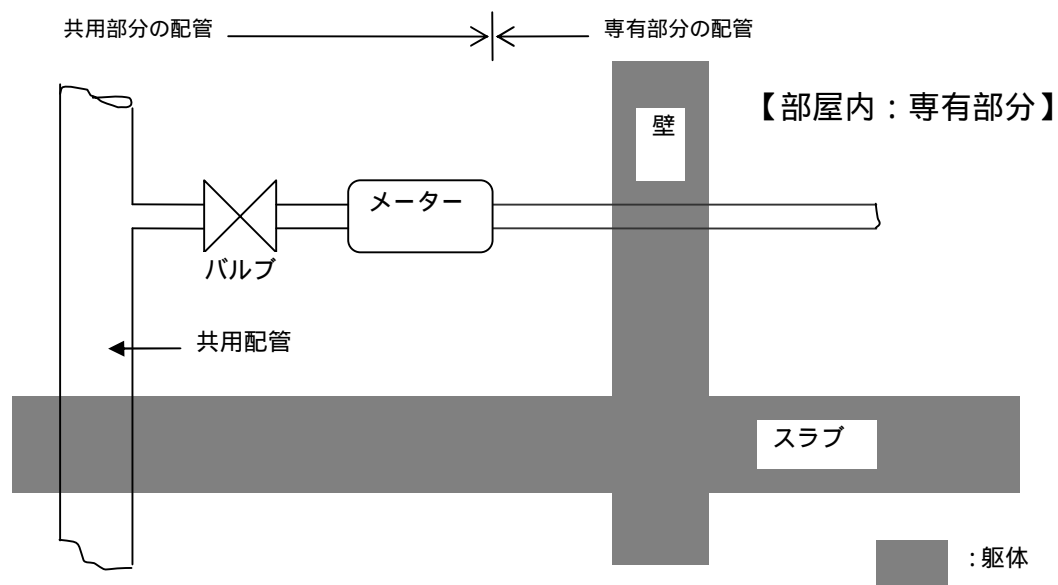 共用部分の配管
専有部分の配管
【部屋内：専有部分】
壁
メーター
バルブ
共用配管
スラブ
：躯体